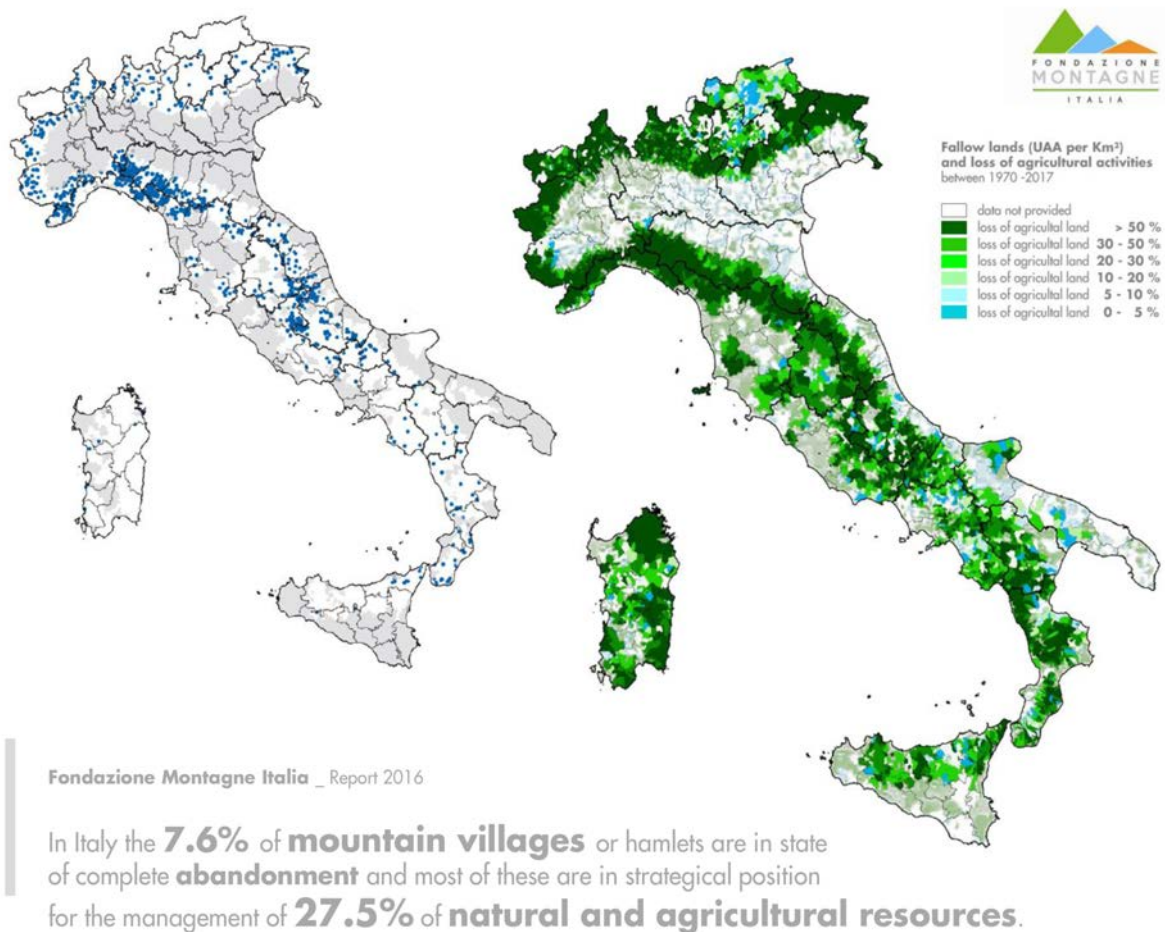 FONDAZIONE
MONTAGNE
ITALIA
Fallow lands (UAA per Km²)
and loss of agricultural activities
between 1970 -2017
data not provided
loss of agricultal land > 50 %
loss of agricultal land 30 - 50 %
loss of agricultal land 20 - 30 %
loss of agricultal land 10 - 20 %
loss of agricultal land 5 - 10 %
loss of agricultal land 0 - 5 %
Fondazione Montagne Italia _ Report 2016
In Italy the 7.6% of mountain villages or hamlets are in state
of complete abandonment and most of these are in strategical position
for the management of 27.5% of natural and agricultural resources.